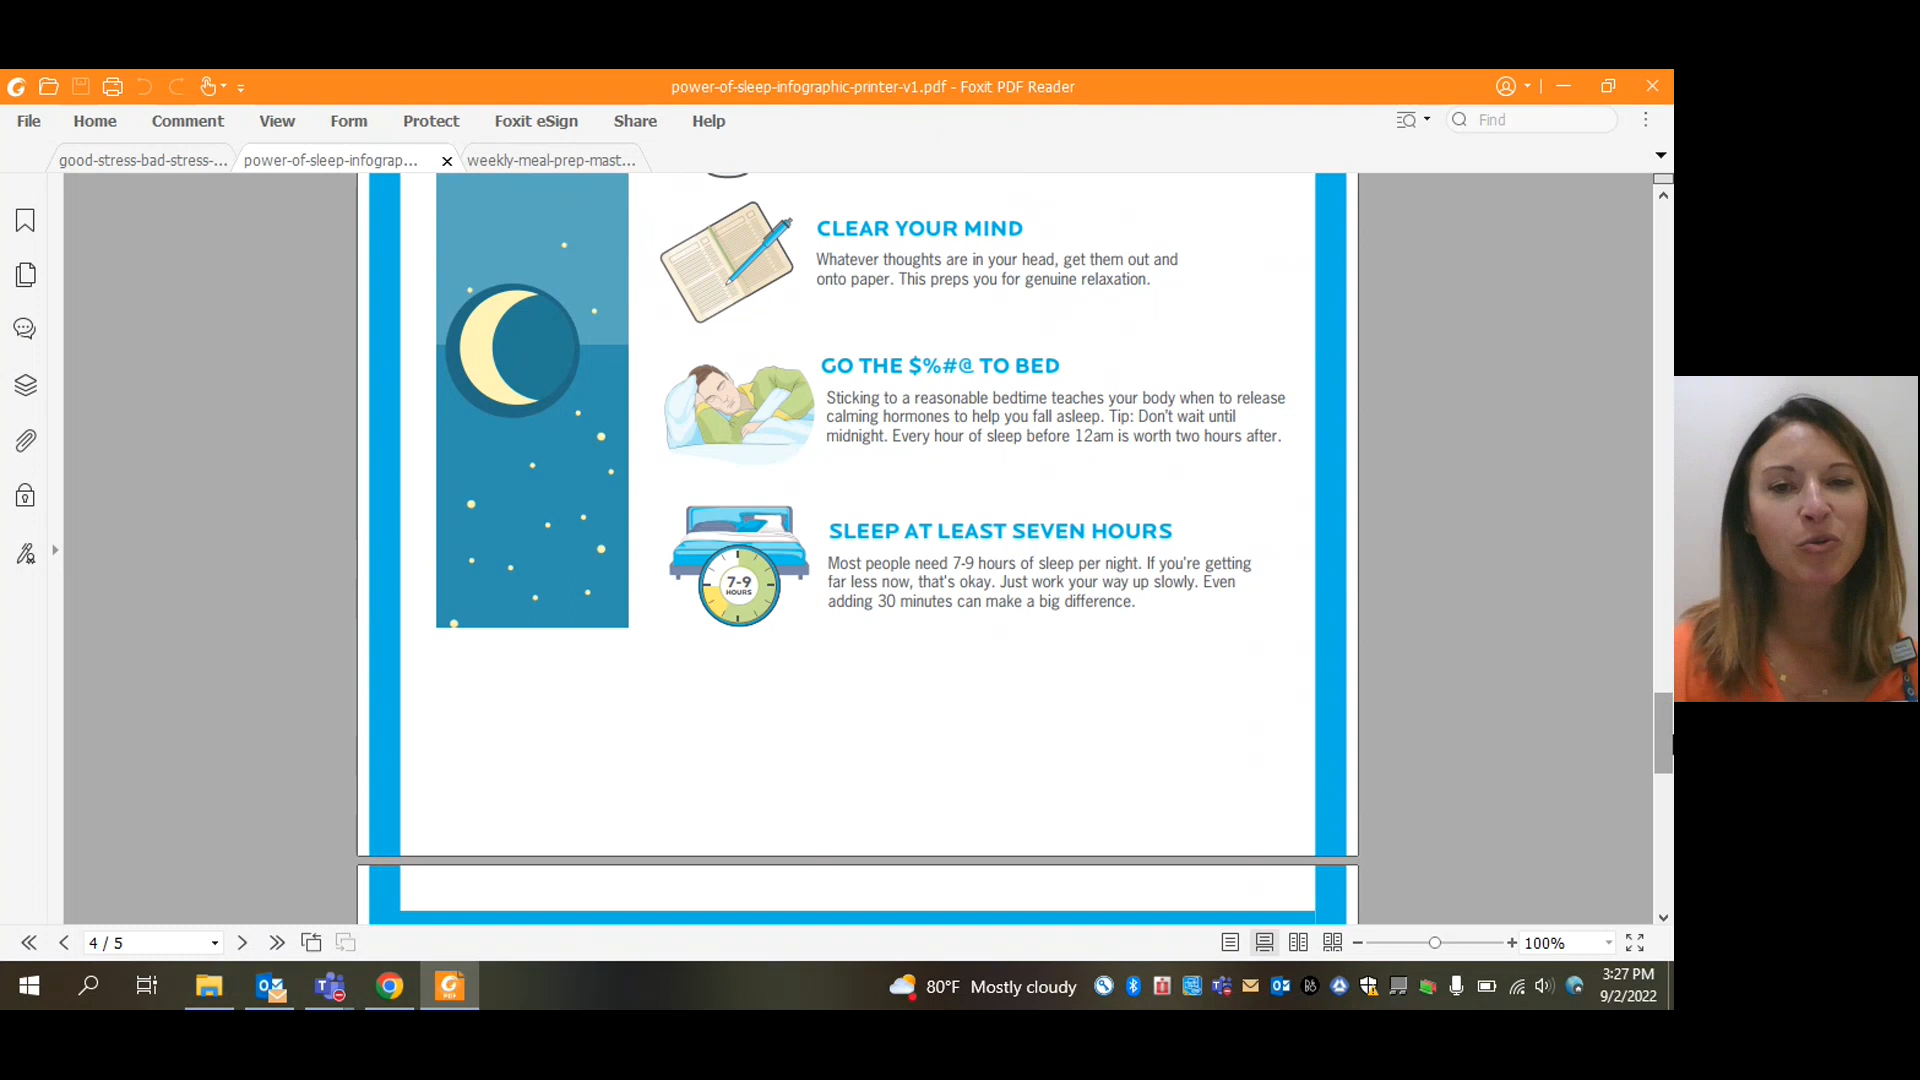 power-of-sleep-infographic-printer-v1.pdf - Foxit PDF Reader
File Home Comment View Form Protect Foxit eSign Share Help
Find
good-stress-bad-stress-...
power-of-sleep-infograp...
weekly-meal-prep-mast...
CLEAR YOUR MIND
Whatever thoughts are in your head, get them out and
onto paper. This preps you for genuine relaxation.
GO THE $%#@ TO BED
Sticking to a reasonable bedtime teaches your body when to release
calming hormones to help you fall asleep. Tip: Don't wait until
midnight. Every hour of sleep before 12am is worth two hours after.
7-9
HOURS
SLEEP AT LEAST SEVEN HOURS
Most people need 7-9 hours of sleep per night. If you're getting
far less now, that's okay. Just work your way up slowly. Even
adding 30 minutes can make a big difference.
4 / 5
100%
80°F Mostly cloudy
3:27 PM
9/2/2022